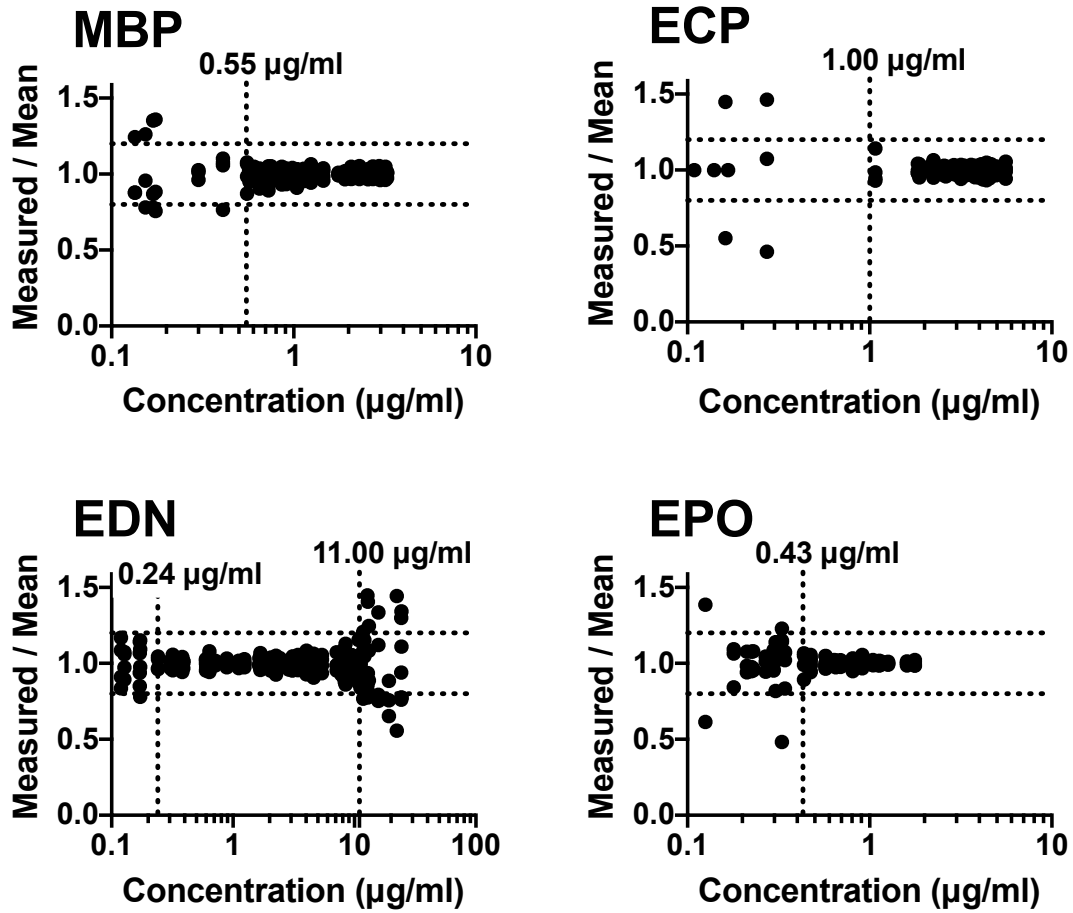 MBP
0.55 µg/ml
Measured / Mean
1.5
1.0
0.5
0.0
0.1
1
10
Concentration (µg/ml)
ECP
1.00 µg/ml
Measured / Mean
1.5
1.0
0.5
0.0
0.1
1
10
Concentration (µg/ml)
EDN
0.24 µg/ml
11.00 µg/ml
Measured / Mean
1.5
1.0
0.5
0.0
0.1
1
10
100
Concentration (µg/ml)
EPO
0.43 µg/ml
Measured / Mean
1.5
1.0
0.5
0.0
0.1
1
10
Concentration (µg/ml)